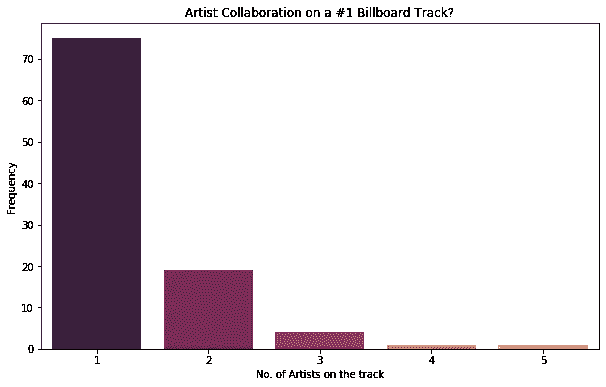 Artist Collaboration on a #1 Billboard Track?
Frequency
70
60
50
40
30
20
10
0
1 2 3 4 5
No. of Artists on the track